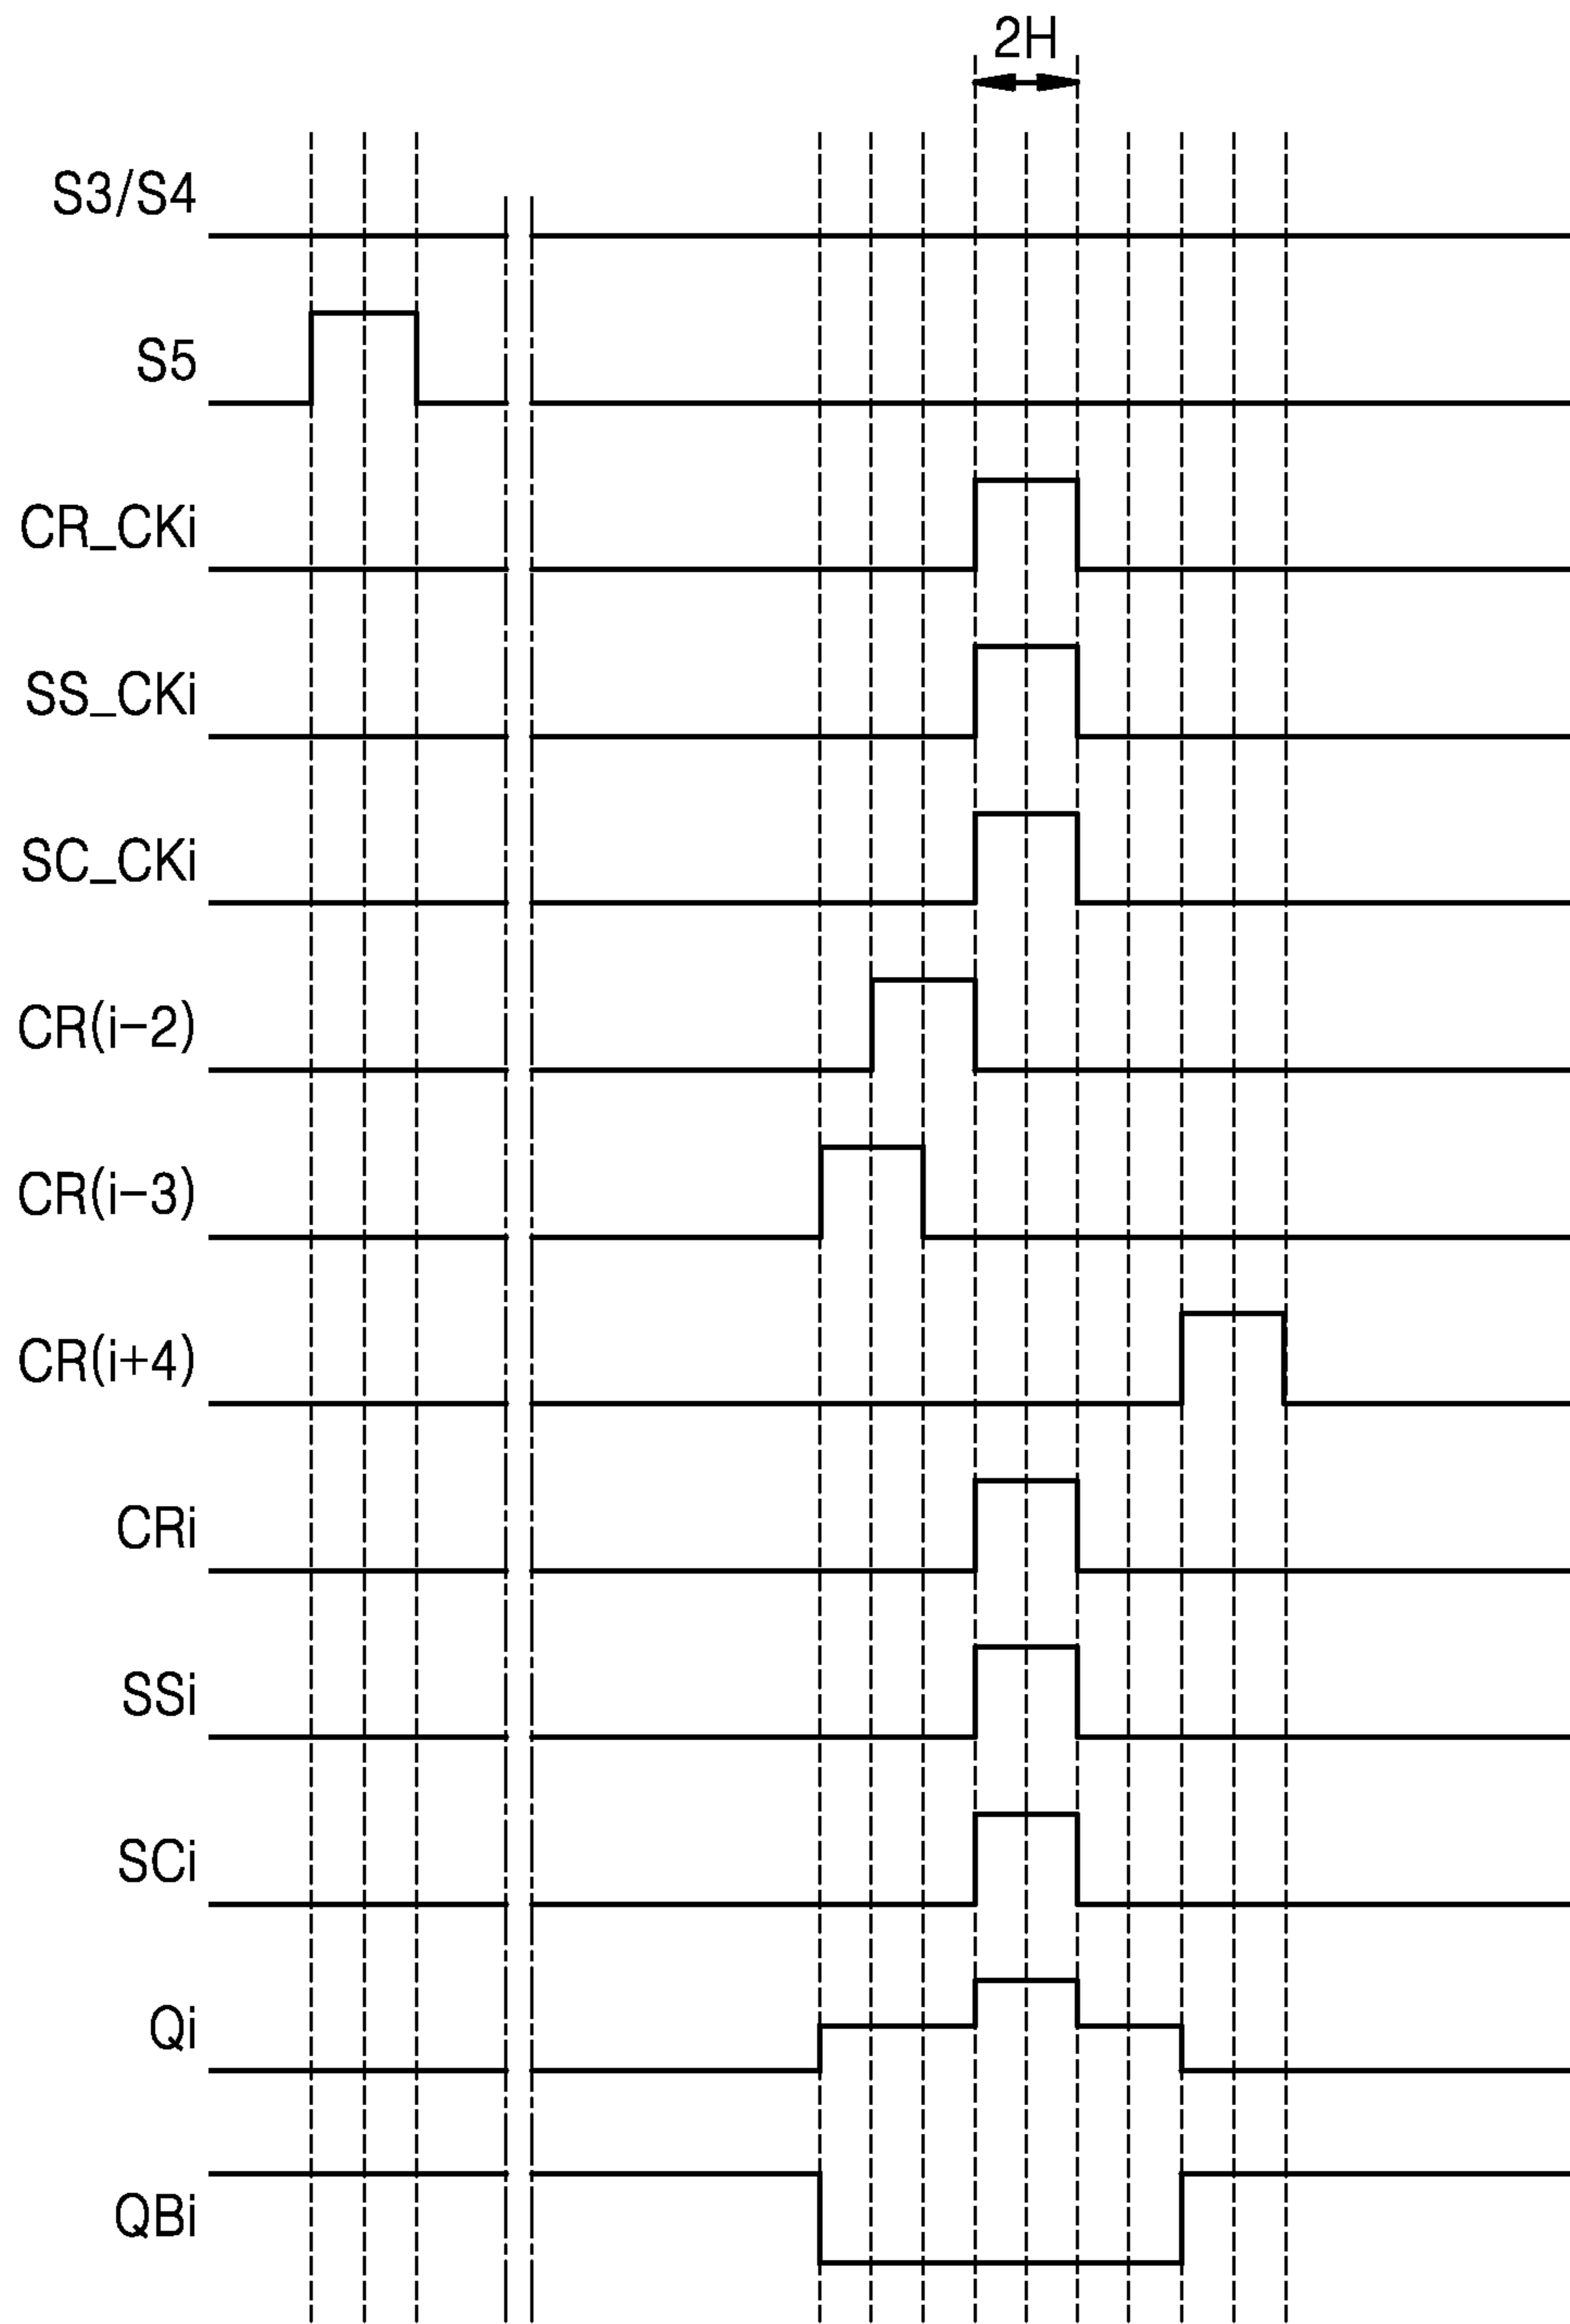 2H
S3/S4
S5
CR_CKi
SS_CKi
SC_CKi
CR(i-2)
CR(i-3)
CR(i+4)
CRi
SSi
SCi
Qi
QBi